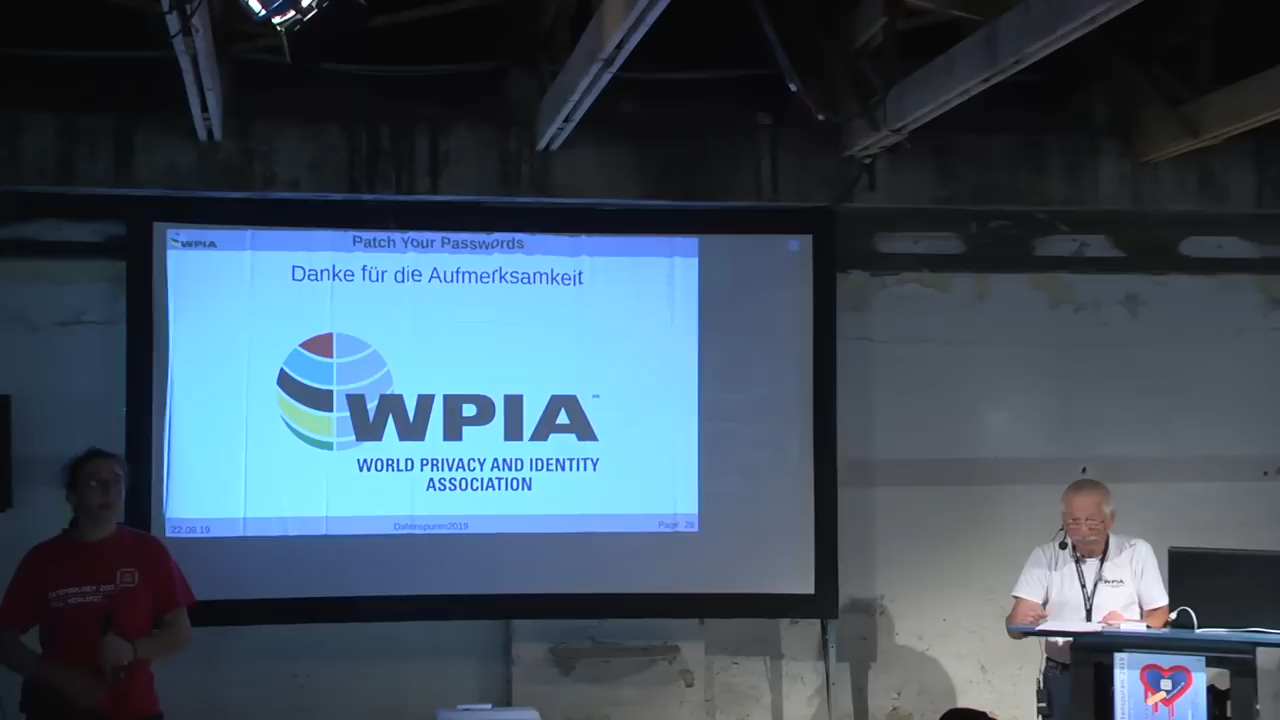 WPIA
Patch Your Passwords
Danke für die Aufmerksamkeit
WPIA™
WORLD PRIVACY AND IDENTITY
ASSOCIATION
22.09.19
Datenspuren2019
Page 28
WPIA